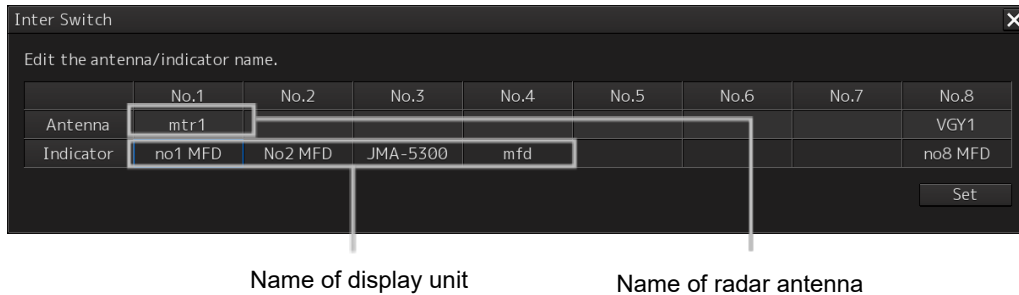 Inter Switch
Edit the antenna/indicator name.
No.1 No.2 No.3 No.4 No.5 No.6 No.7 No.8
Antenna mtr1 VGY1
Indicator no1 MFD No2 MFD JMA-5300 mfd no8 MFD
Set
Name of display unit Name of radar antenna